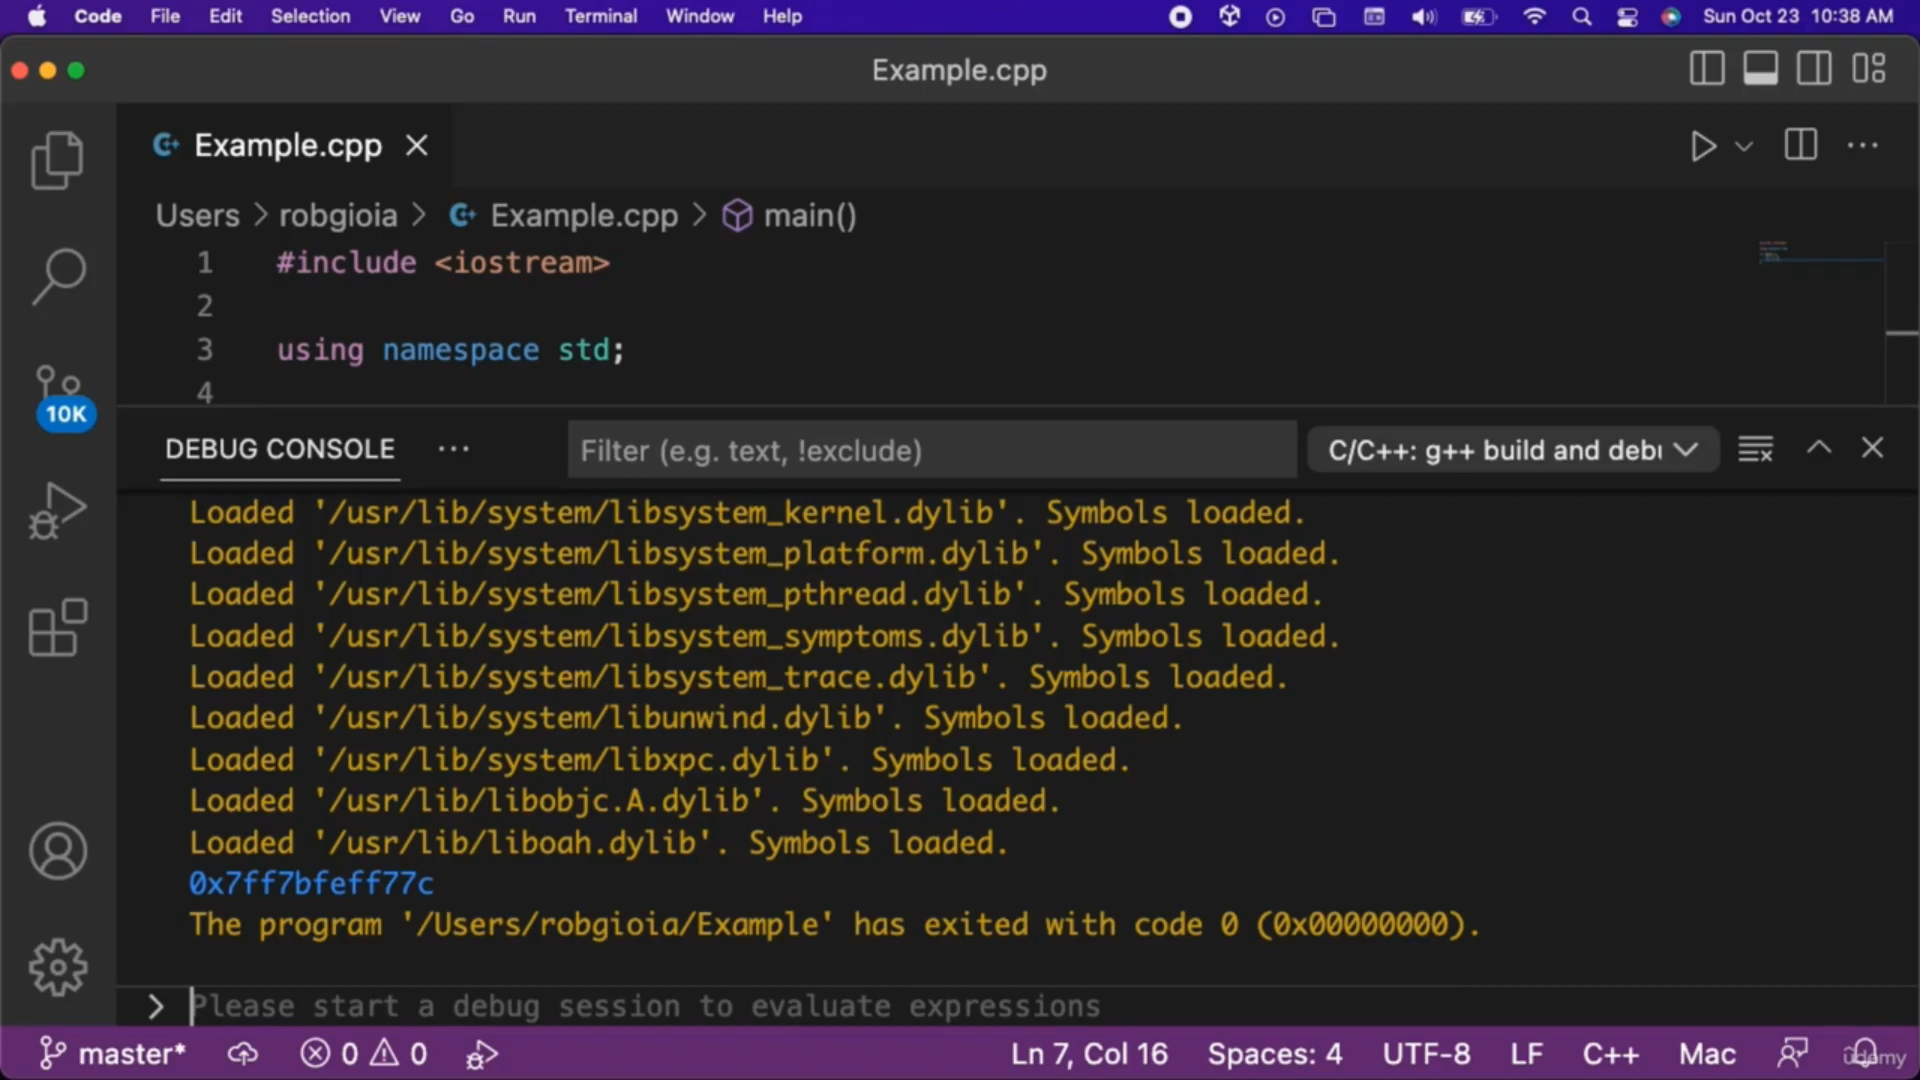 Code File Edit Selection View Go Run Terminal Window Help Sun Oct 23 10:38 AM
Example.cpp
Example.cpp
Users > robgioia > Example.cpp > main()
1 #include <iostream>
2
3 using namespace std;
4
10K
DEBUG CONSOLE ··· Filter (e.g. text, !exclude) C/C++: g++ build and debu
Loaded '/usr/lib/system/libsystem_kernel.dylib'. Symbols loaded.
Loaded '/usr/lib/system/libsystem_platform.dylib'. Symbols loaded.
Loaded '/usr/lib/system/libsystem_pthread.dylib'. Symbols loaded.
Loaded '/usr/lib/system/libsystem_symptoms.dylib'. Symbols loaded.
Loaded '/usr/lib/system/libsystem_trace.dylib'. Symbols loaded.
Loaded '/usr/lib/system/libunwind.dylib'. Symbols loaded.
Loaded '/usr/lib/system/libxpc.dylib'. Symbols loaded.
Loaded '/usr/lib/libobjc.A.dylib'. Symbols loaded.
Loaded '/usr/lib/liboah.dylib'. Symbols loaded.
0x7ff7bfeff77c
The program '/Users/robgioia/Example' has exited with code 0 (0x00000000).
> Please start a debug session to evaluate expressions
master* 0 0 Ln 7, Col 16 Spaces: 4 UTF-8 LF C++ Mac
udemy